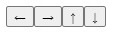 ← → ↑ ↓